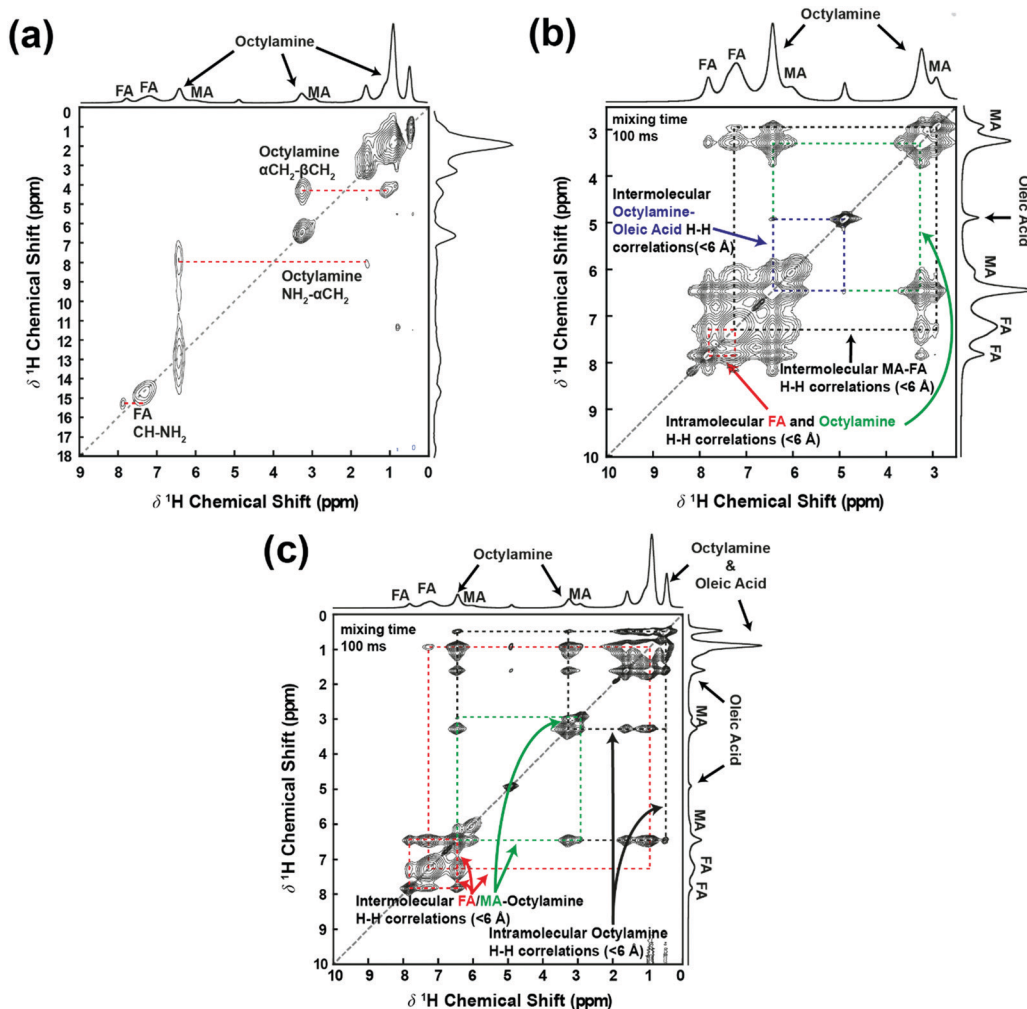 (a)
Octylamine
FA
FA
MA
MA
0
1
2
3
4
5
6
7
8
9
10
11
12
13
14
15
16
17
18
δ ¹H Chemical Shift (ppm)
Octylamine
αCH₂-βCH₂
Octylamine
NH₂-αCH₂
FA
CH-NH₂
9 8 7 6 5 4 3 2 1 0
δ ¹H Chemical Shift (ppm)
(b)
Octylamine
FA
FA
MA
MA
mixing time
100 ms
3
4
5
6
7
8
9
10
δ ¹H Chemical Shift (ppm)
Intermolecular
Octylamine-
Oleic Acid H-H
correlations(<6 Å)
Intermolecular MA-FA
H-H correlations (<6 Å)
Intramolecular FA and Octylamine
H-H correlations (<6 Å)
MA
Oleic Acid
MA
FA
FA
10 9 8 7 6 5 4 3
δ ¹H Chemical Shift (ppm)
(c)
Octylamine
Octylamine
&
Oleic Acid
FA
FA
MA
MA
mixing time
100 ms
0
1
2
3
4
5
6
7
8
9
10
δ ¹H Chemical Shift (ppm)
Intermolecular FA/MA-Octylamine
H-H correlations (<6 Å)
Intramolecular Octylamine
H-H correlations (<6 Å)
Oleic Acid
MA
MA
FA
FA
10 9 8 7 6 5 4 3 2 1 0
δ ¹H Chemical Shift (ppm)